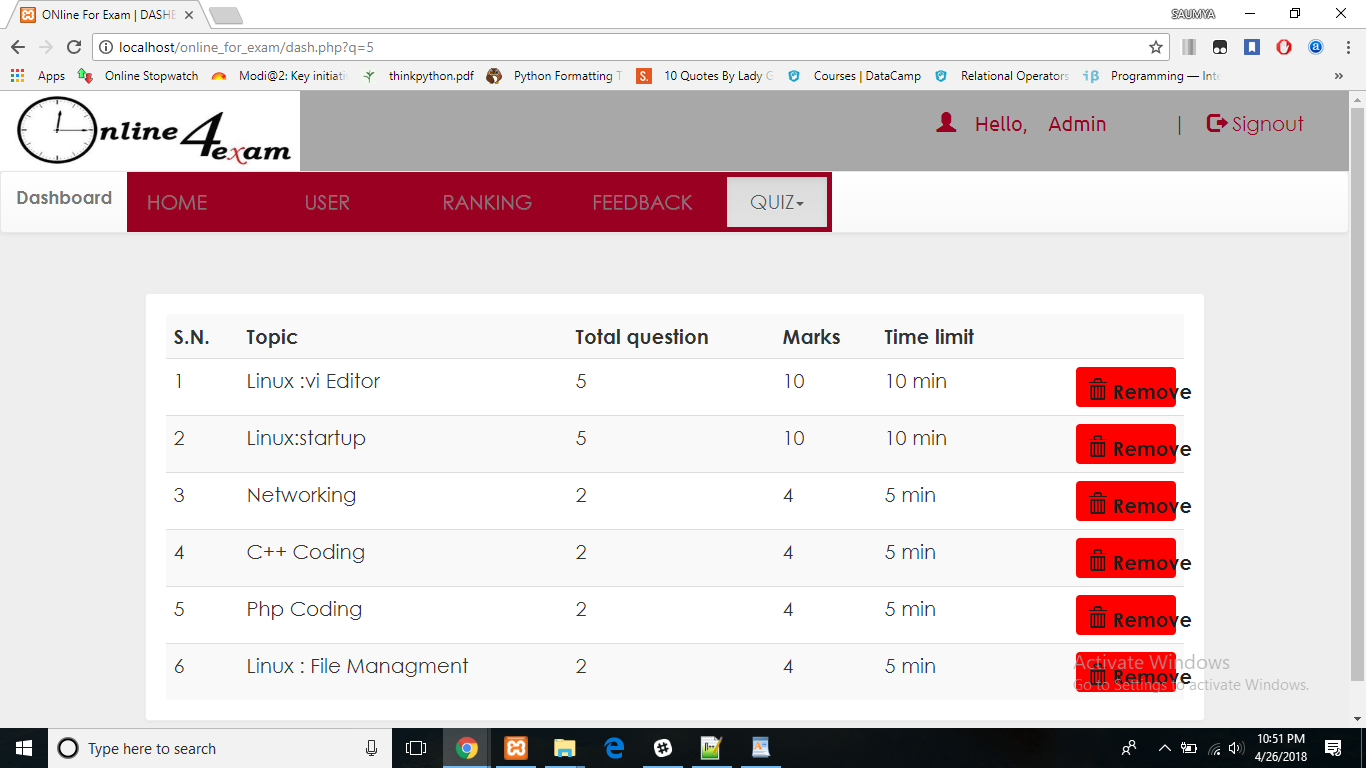 ONline For Exam | DASHB
SAUMYA
localhost/online_for_exam/dash.php?q=5
Apps Online Stopwatch Modi@2: Key initiati thinkpython.pdf Python Formatting T S. 10 Quotes By Lady G Courses | DataCamp Relational Operators iβ Programming — Inte »
Online 4 exam
Hello, Admin | Signout
Dashboard HOME USER RANKING FEEDBACK QUIZ
S.N. Topic Total question Marks Time limit
1 Linux :vi Editor 5 10 10 min Remove
2 Linux:startup 5 10 10 min Remove
3 Networking 2 4 5 min Remove
4 C++ Coding 2 4 5 min Remove
5 Php Coding 2 4 5 min Remove
6 Linux : File Managment 2 4 5 min Remove
Activate Windows
Go to Settings to activate Windows.
Type here to search
10:51 PM
4/26/2018